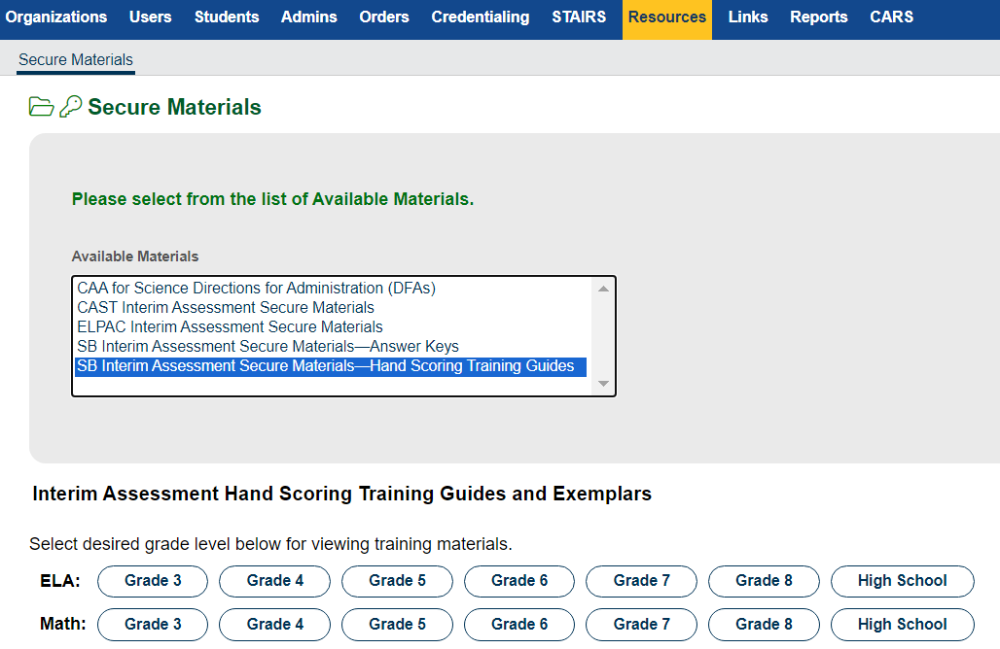 Organizations Users Students Admins Orders Credentialing STAIRS Resources Links Reports CARS
Secure Materials
Secure Materials
Please select from the list of Available Materials.
Available Materials
CAA for Science Directions for Administration (DFAs)
CAST Interim Assessment Secure Materials
ELPAC Interim Assessment Secure Materials
SB Interim Assessment Secure Materials—Answer Keys
SB Interim Assessment Secure Materials—Hand Scoring Training Guides
Interim Assessment Hand Scoring Training Guides and Exemplars
Select desired grade level below for viewing training materials.
ELA: Grade 3 Grade 4 Grade 5 Grade 6 Grade 7 Grade 8 High School
Math: Grade 3 Grade 4 Grade 5 Grade 6 Grade 7 Grade 8 High School